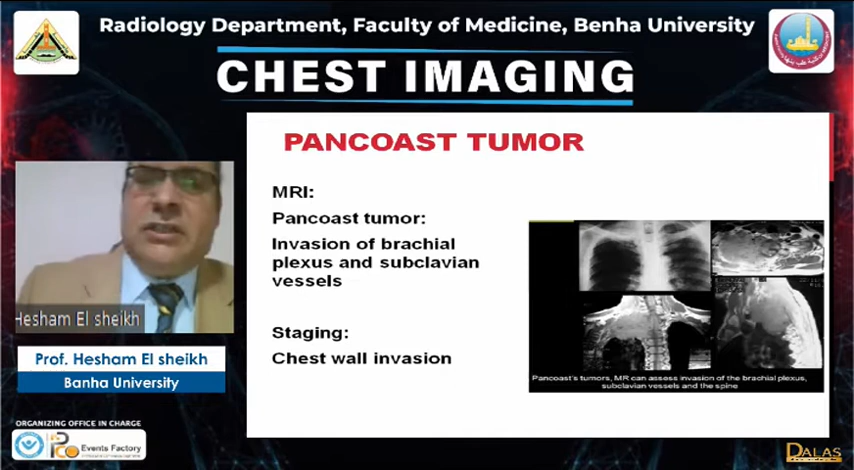 Radiology Department, Faculty of Medicine, Benha University
CHEST IMAGING
PANCOAST TUMOR
MRI:
Pancoast tumor:
Invasion of brachial
plexus and subclavian
vessels
Staging:
Chest wall invasion
Pancoast's tumors, MR can assess invasion of the brachial plexus,
subclavian vessels and the spine
Hesham El sheikh
Prof. Hesham El sheikh
Banha University
ORGANIZING OFFICE IN CHARGE
Events Factory
DALAS